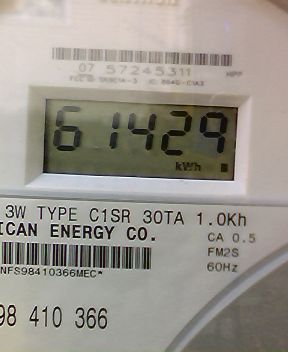 07 57245311 MPP
61429
kWh
3W TYPE C1SR 30TA 1.0Kh
ICAN ENERGY CO.
CA 0.5
FM2S
60Hz
NFS98410366MEC*
98 410 366